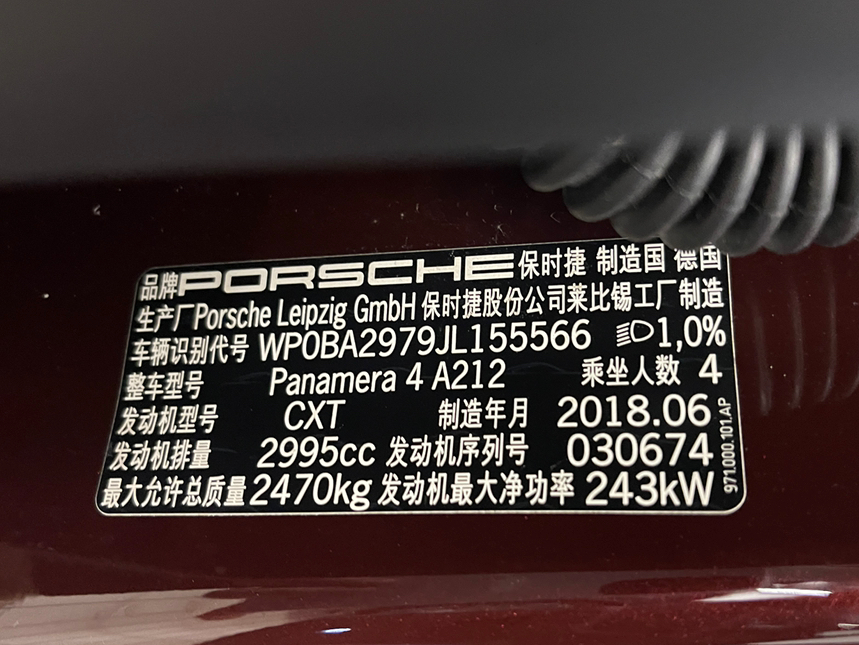 品牌 PORSCHE 保时捷 制造国 德国
生产厂 Porsche Leipzig GmbH 保时捷股份公司莱比锡工厂制造
车辆识别代号 WP0BA2979JL155566 1,0%
整车型号 Panamera 4 A212 乘坐人数 4
发动机型号 CXT 制造年月 2018.06
发动机排量 2995cc 发动机序列号 030674
最大允许总质量 2470kg 发动机最大净功率 243kW
971.000.101.AP